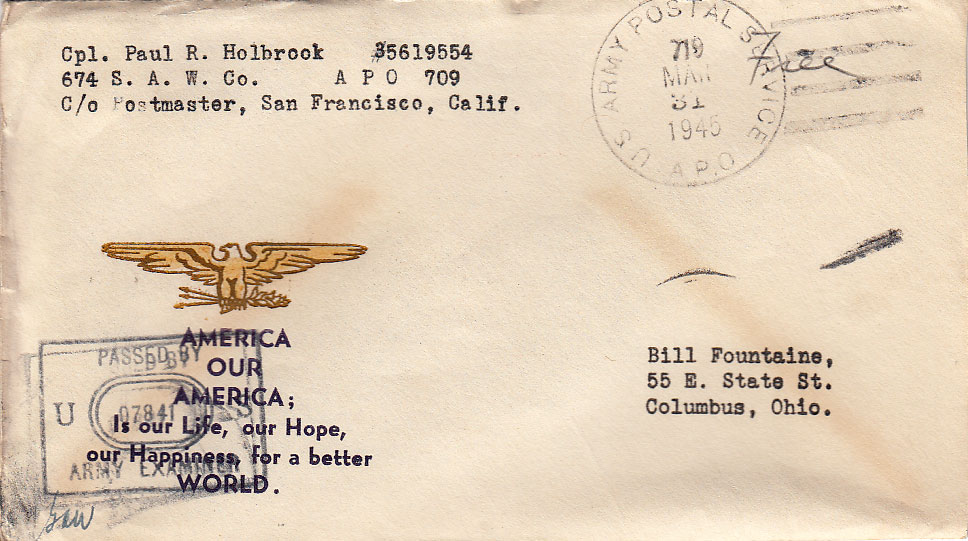 Cpl. Paul R. Holbrook 35619554
674 S. A. W. Co. A P O 709
C/o Postmaster, San Francisco, Calif.
U.S. ARMY POSTAL SERVICE
719
MAR
31
1945
A.P.O.
Free
AMERICA
OUR
AMERICA;
Is our Life, our Hope,
our Happiness, for a better
WORLD.
PASSED BY
U 07841 S
ARMY EXAMINER
Bill Fountaine,
55 E. State St.
Columbus, Ohio.